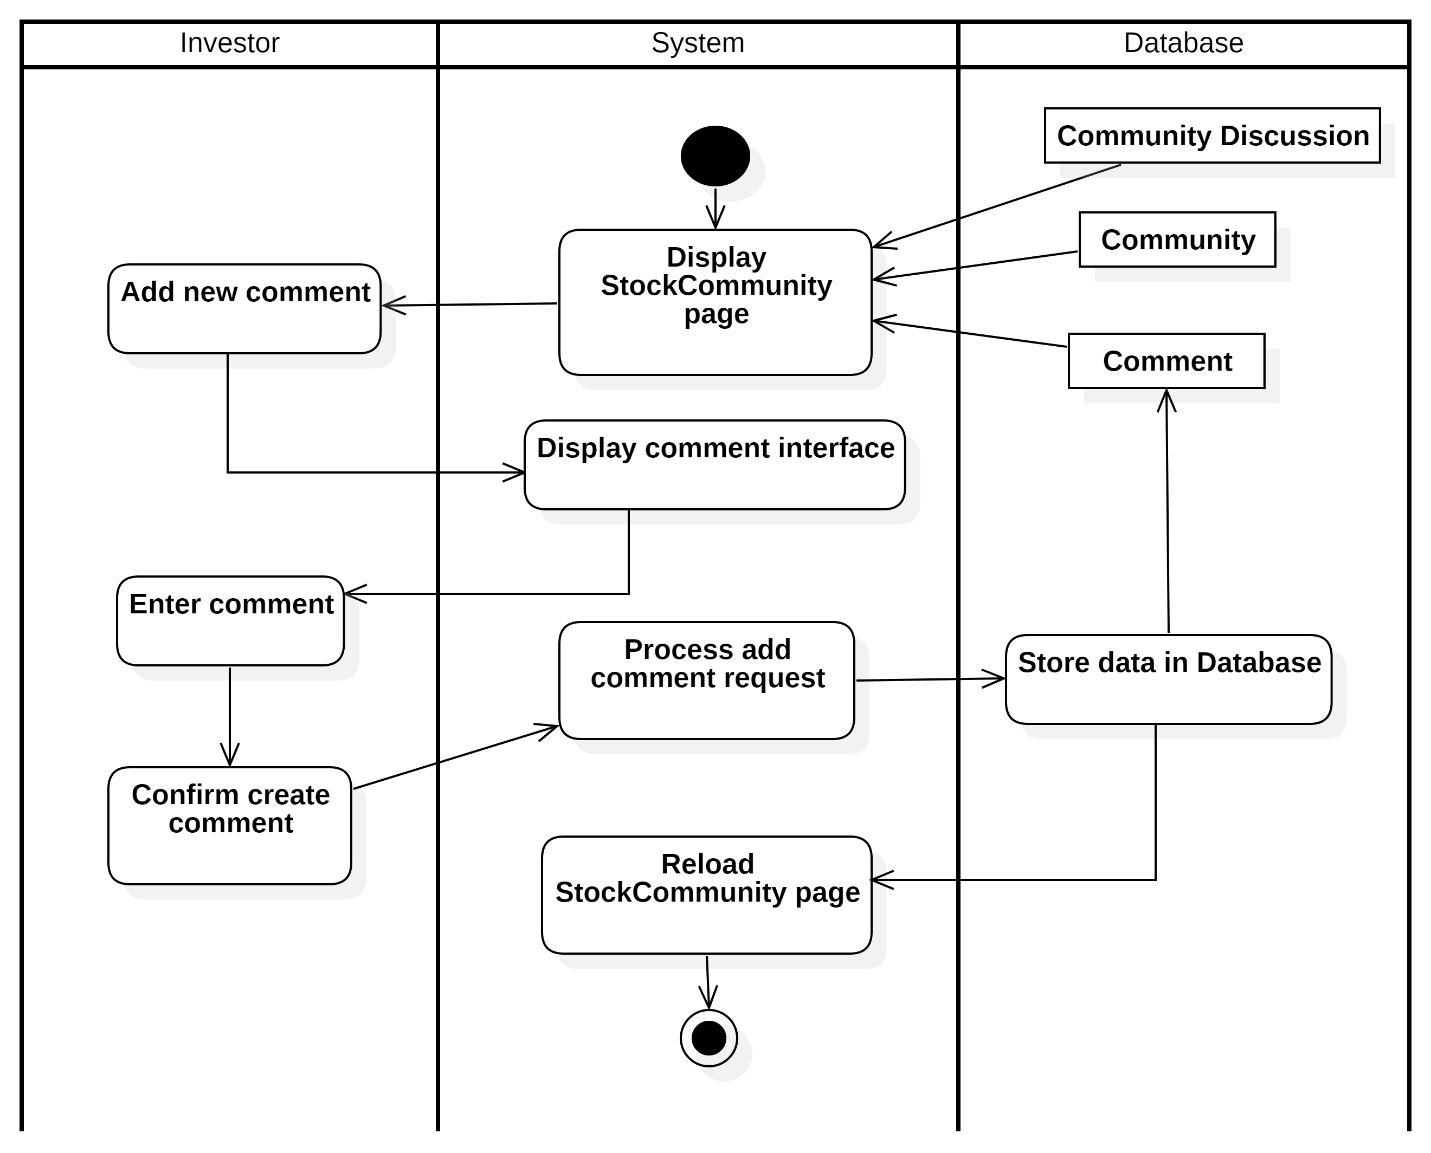 Investor
System
Database
Community Discussion
Community
Display
StockCommunity
page
Add new comment
Comment
Display comment interface
Enter comment
Process add
comment request
Store data in Database
Confirm create
comment
Reload
StockCommunity page